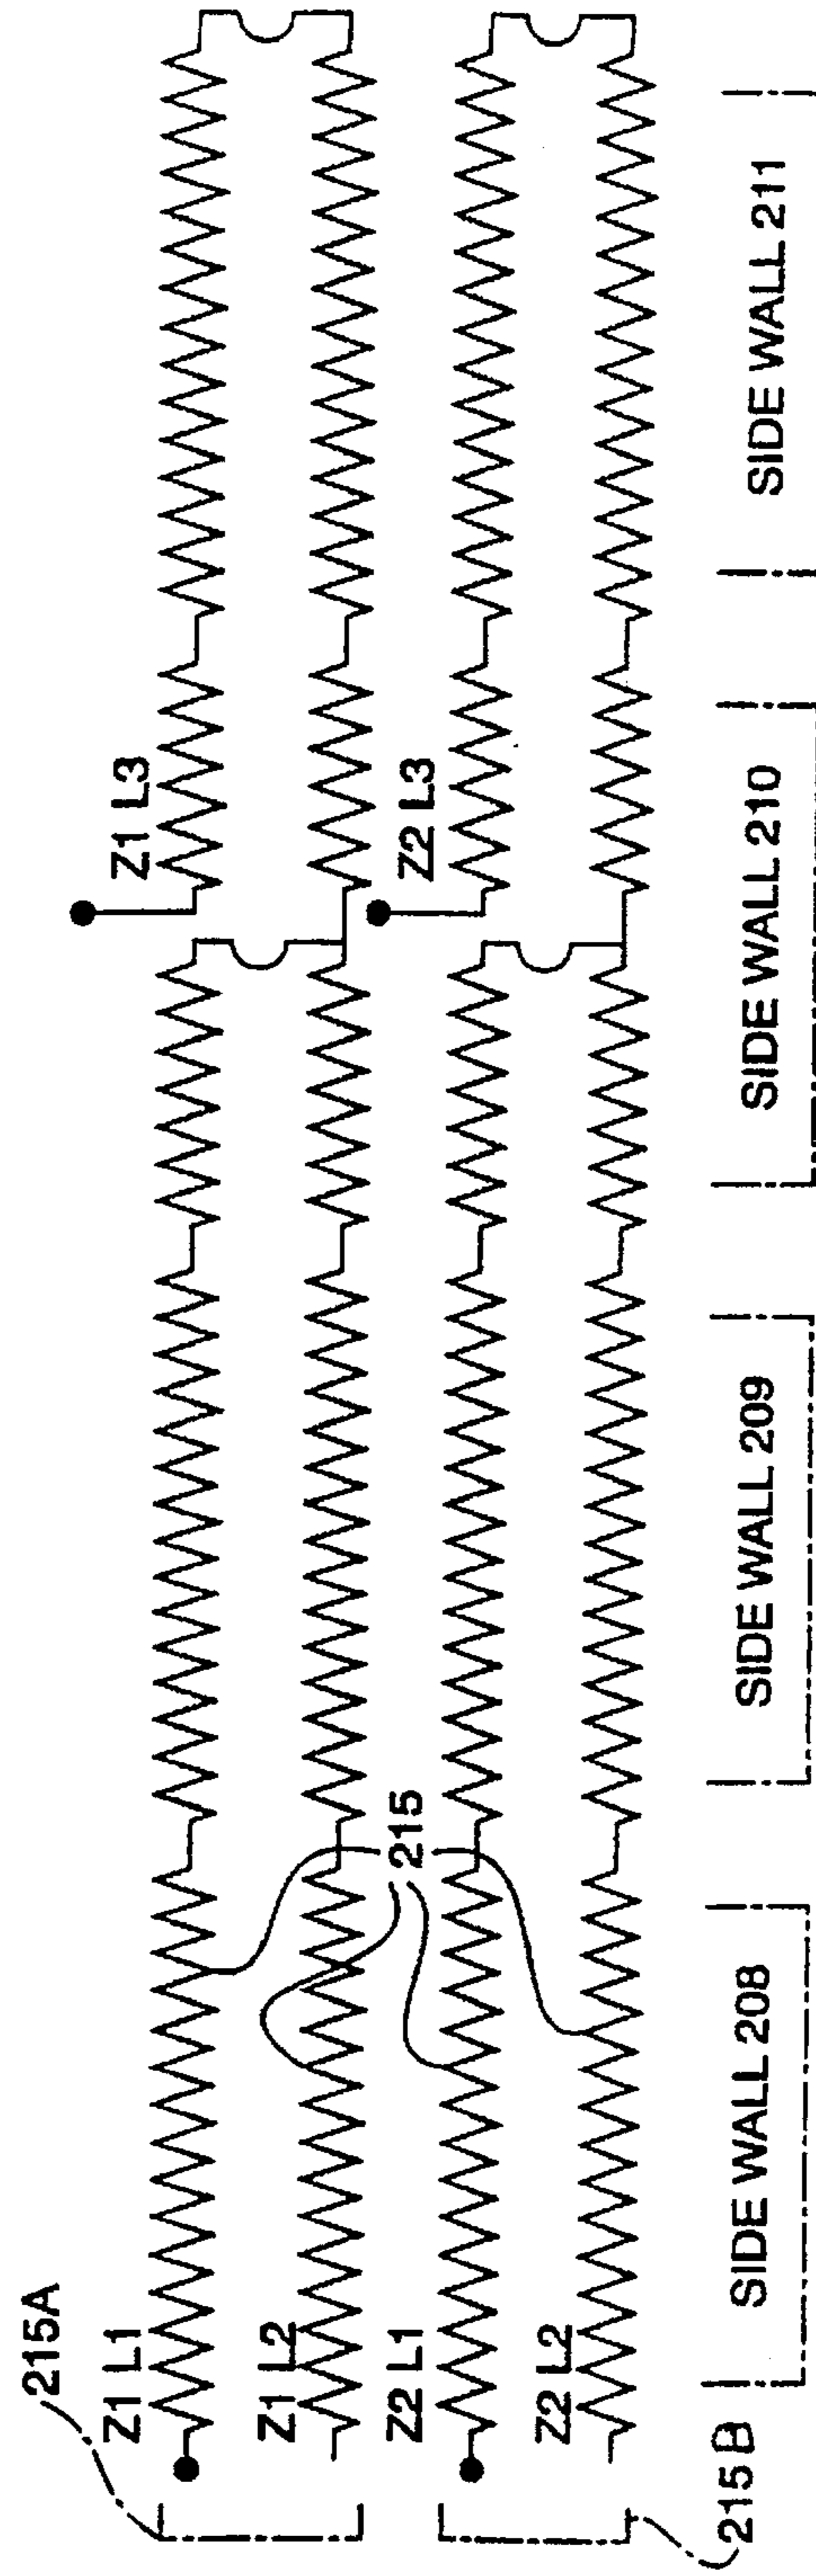 215A
Z1 L1
Z1 L2
Z2 L1
Z2 L2
215B
215
Z1 L3
Z2 L3
SIDE WALL 208
SIDE WALL 209
SIDE WALL 210
SIDE WALL 211